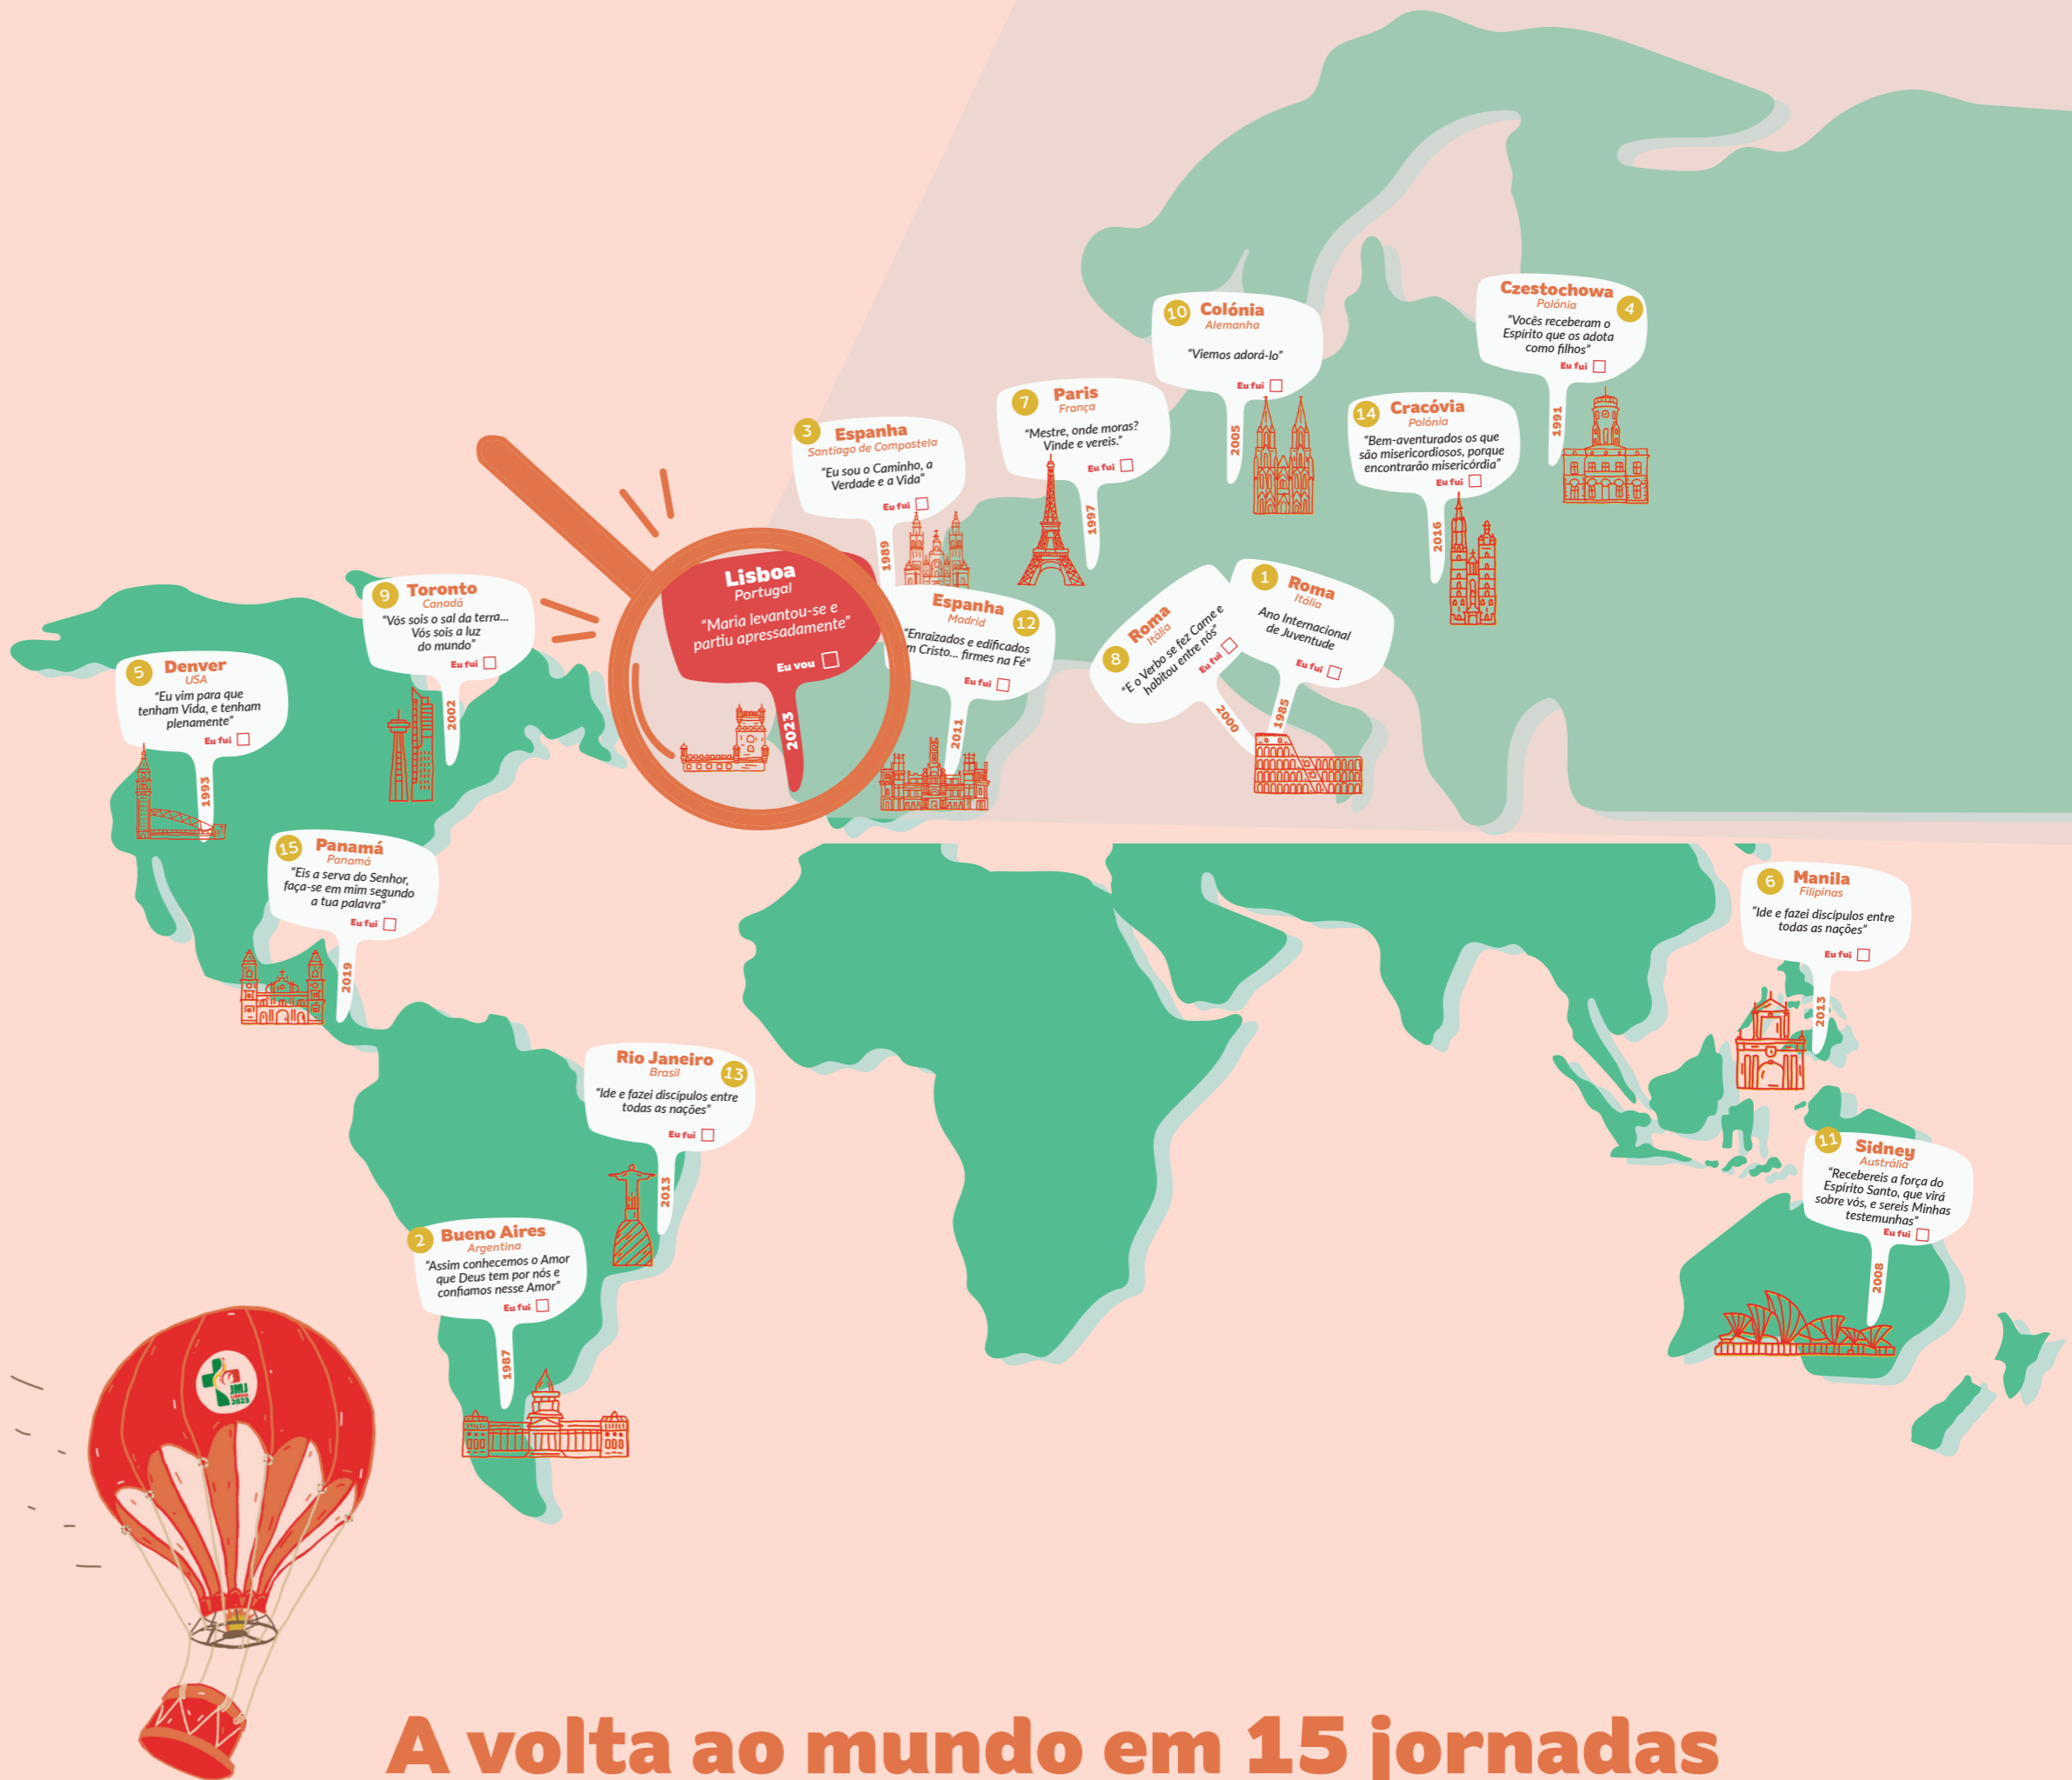 Czestochowa
Polónia
4
“Vocês receberam o
Espírito que os adota
como filhos”
Eu fui
1991
10
Colónia
Alemanha
“Viemos adorá-lo”
Eu fui
2005
7
Paris
França
“Mestre, onde moras?
Vinde e vereis.”
Eu fui
1997
14
Cracóvia
Polónia
“Bem-aventurados os que
são misericordiosos, porque
encontrarão misericórdia”
Eu fui
2016
3
Espanha
Santiago de Compostela
“Eu sou o Caminho, a
Verdade e a Vida”
Eu fui
1989
Lisboa
Portugal
“Maria levantou-se e
partiu apressadamente”
Eu vou
2023
Espanha
Madrid
12
“Enraizados e edificados
m Cristo... firmes na Fé”
Eu fui
2011
8
Roma
Itália
“E o Verbo se fez Carne e
habitou entre nós”
Eu fui
2000
1
Roma
Itália
Ano Internacional
de Juventude
Eu fui
1985
9
Toronto
Canadá
“Vós sois o sal da terra...
Vós sois a luz
do mundo”
Eu fui
2002
5
Denver
USA
“Eu vim para que
tenham Vida, e tenham
plenamente”
Eu fui
1993
15
Panamá
Panamá
“Eis a serva do Senhor,
faça-se em mim segundo
a tua palavra”
Eu fui
2019
6
Manila
Filipinas
“Ide e fazei discípulos entre
todas as nações”
Eu fui
2013
Rio Janeiro
Brasil
13
“Ide e fazei discípulos entre
todas as nações”
Eu fui
2013
11
Sidney
Austrália
“Recebereis a força do
Espírito Santo, que virá
sobre vós, e sereis Minhas
testemunhas”
Eu fui
2008
2
Bueno Aires
Argentina
“Assim conhecemos o Amor
que Deus tem por nós e
confiamos nesse Amor”
Eu fui
1987
JMJ
2023
A volta ao mundo em 15 jornadas